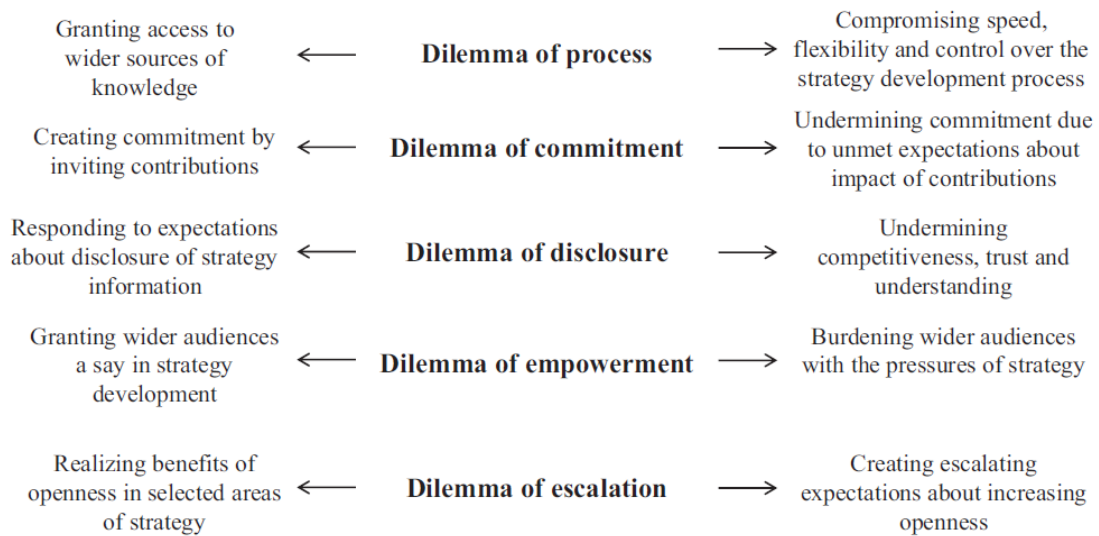 Granting access to
wider sources of
knowledge
Dilemma of process
Compromising speed,
flexibility and control over the
strategy development process
Creating commitment by
inviting contributions
Dilemma of commitment
Undermining commitment due
to unmet expectations about
impact of contributions
Responding to expectations
about disclosure of strategy
information
Dilemma of disclosure
Undermining
competitiveness, trust and
understanding
Granting wider audiences
a say in strategy
development
Dilemma of empowerment
Burdening wider audiences
with the pressures of strategy
Realizing benefits of
openness in selected areas
of strategy
Dilemma of escalation
Creating escalating
expectations about increasing
openness